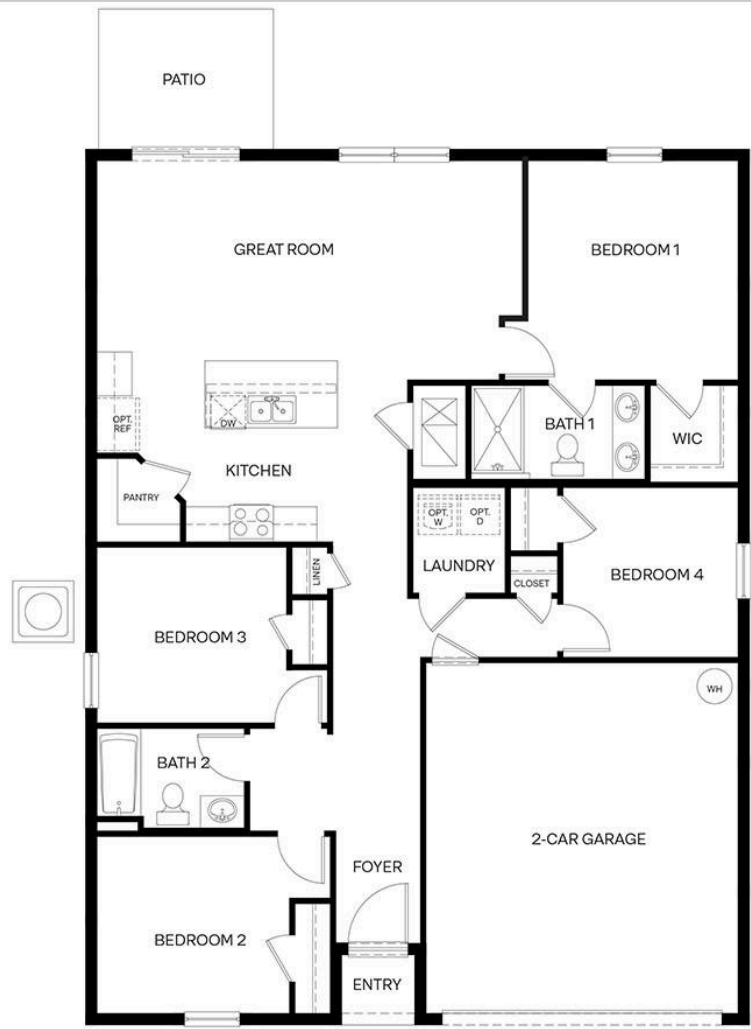 PATIO
GREAT ROOM
BEDROOM 1
OPT.
REF
DW
BATH 1
WIC
KITCHEN
PANTRY
OPT.
W
OPT.
D
LAUNDRY
CLOSET
BEDROOM 4
LINEN
BEDROOM 3
WH
BATH 2
2-CAR GARAGE
FOYER
BEDROOM 2
ENTRY